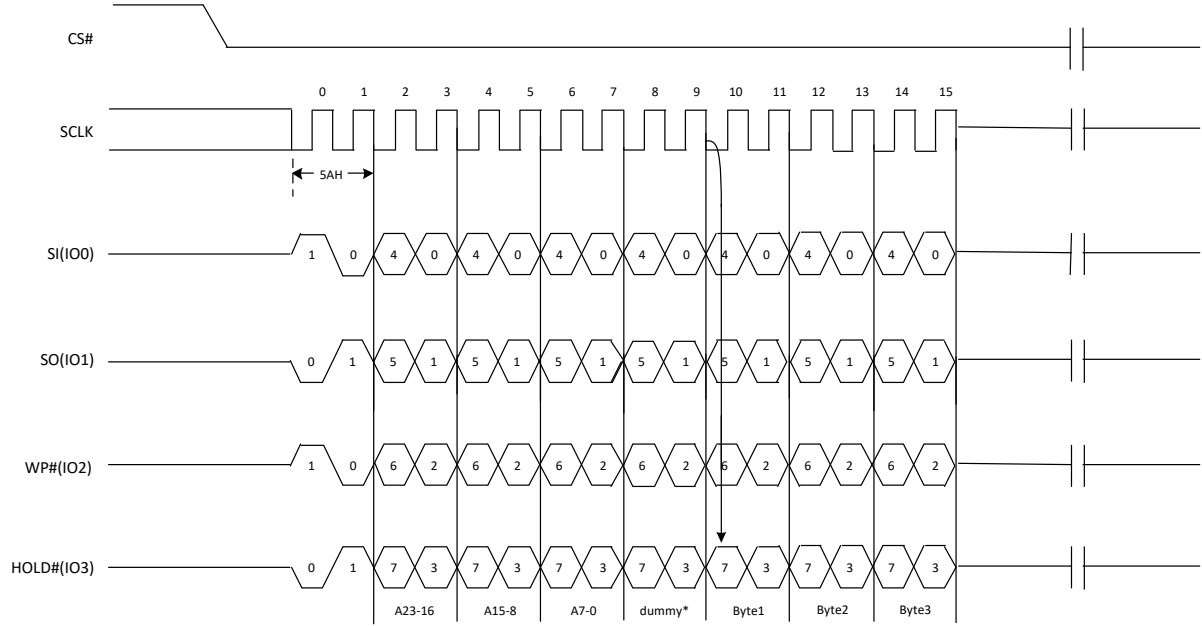 CS#
0 1 2 3 4 5 6 7 8 9 10 11 12 13 14 15
SCLK
5AH
SI(IO0) 1 0 4 0 4 0 4 0 4 0 4 0 4 0 4 0
SO(IO1) 0 1 5 1 5 1 5 1 5 1 5 1 5 1 5 1
WP#(IO2) 1 0 6 2 6 2 6 2 6 2 6 2 6 2 6 2
HOLD#(IO3) 0 1 7 3 7 3 7 3 7 3 7 3 7 3 7 3
A23-16 A15-8 A7-0 dummy* Byte1 Byte2 Byte3